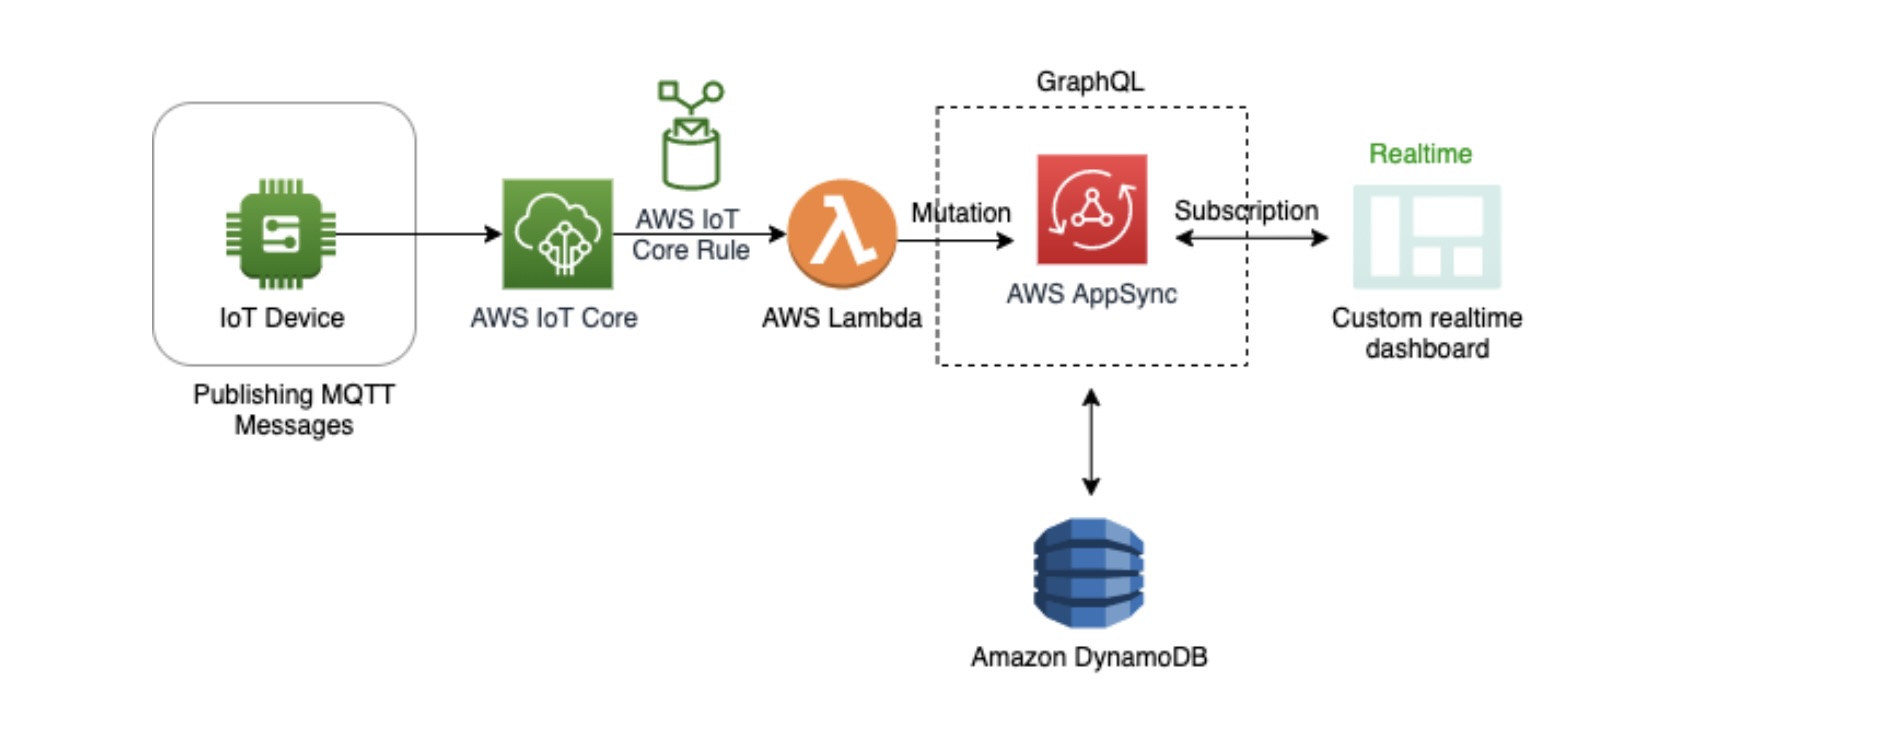 GraphQL
Realtime
AWS IoT
Core Rule
Mutation
Subscription
IoT Device
AWS IoT Core
AWS Lambda
AWS AppSync
Custom realtime
dashboard
Publishing MQTT
Messages
Amazon DynamoDB